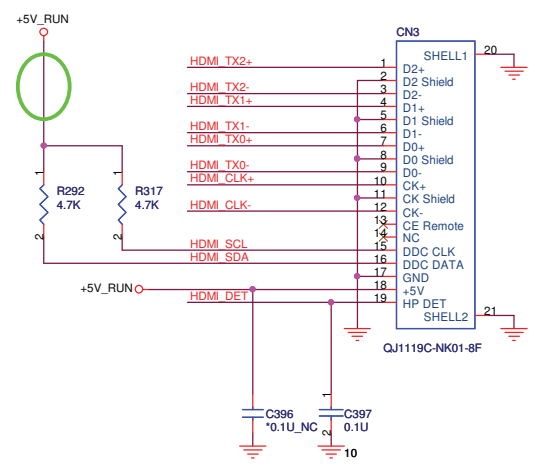 +5V_RUN
CN3
SHELL1
20
HDMI_TX2+
1
D2+
2
D2 Shield
HDMI_TX2-
3
D2-
HDMI_TX1+
4
D1+
5
D1 Shield
HDMI_TX1-
6
D1-
HDMI_TX0+
7
D0+
8
D0 Shield
HDMI_TX0-
9
D0-
HDMI_CLK+
10
CK+
11
CK Shield
HDMI_CLK-
12
CK-
13
CE Remote
14
NC
HDMI_SCL
15
DDC CLK
HDMI_SDA
16
DDC DATA
17
GND
+5V_RUN
18
+5V
HDMI_DET
19
HP DET
SHELL2
21
QJ1119C-NK01-8F
1
R292
4.7K
2
1
R317
4.7K
2
C396
*0.1U_NC
1
C397
0.1U
2
10